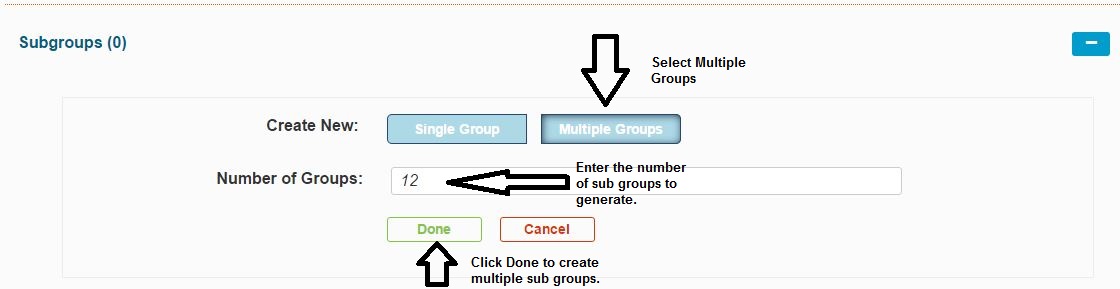 Subgroups (0)
Select Multiple
Groups
Create New:
Single Group
Multiple Groups
Number of Groups:
12
Enter the number
of sub groups to
generate.
Done
Cancel
Click Done to create
multiple sub groups.